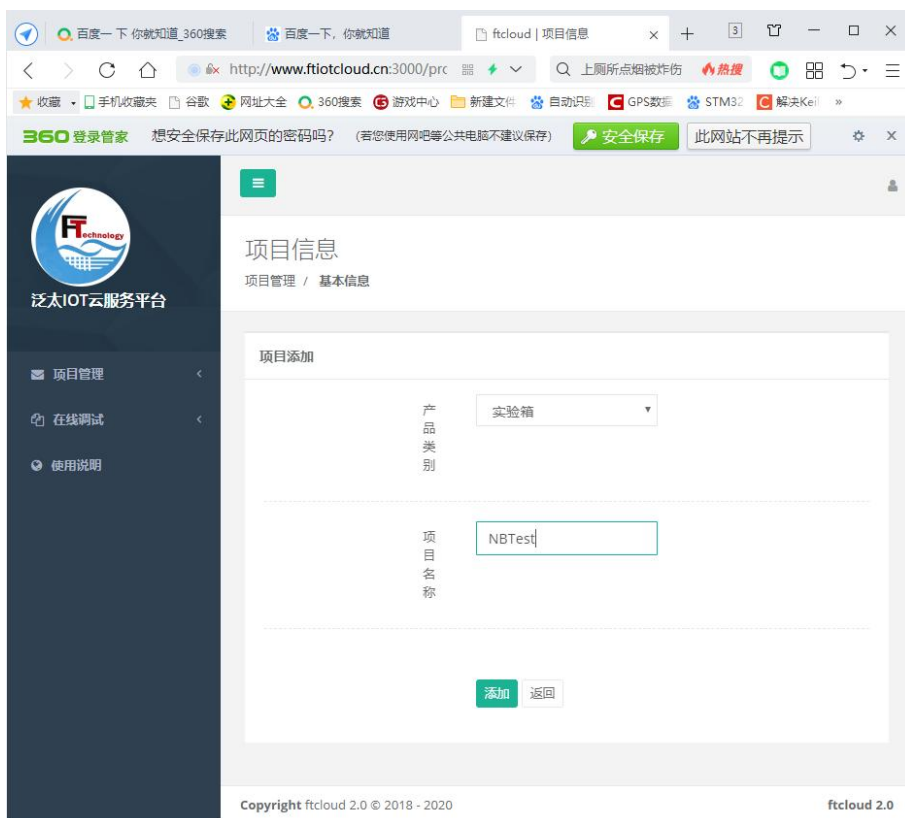 百度一 下 你就知道_360搜索 百度一下，你就知道 ftcloud | 项目信息 3
http://www.ftiotcloud.cn:3000/prc 上厕所点烟被炸伤 热搜
收藏 手机收藏夹 谷歌 网址大全 360搜索 游戏中心 新建文件 自动识别 GPS数据 STM32 解决Keil »
360登录管家 想安全保存此网页的密码吗？ (若您使用网吧等公共电脑不建议保存) 安全保存 此网站不再提示
FTechnology
泛太IOT云服务平台
项目管理
在线调试
使用说明
项目信息
项目管理 / 基本信息
项目添加
产品类别 实验箱
项目名称 NBTest
添加 返回
Copyright ftcloud 2.0 © 2018 - 2020 ftcloud 2.0